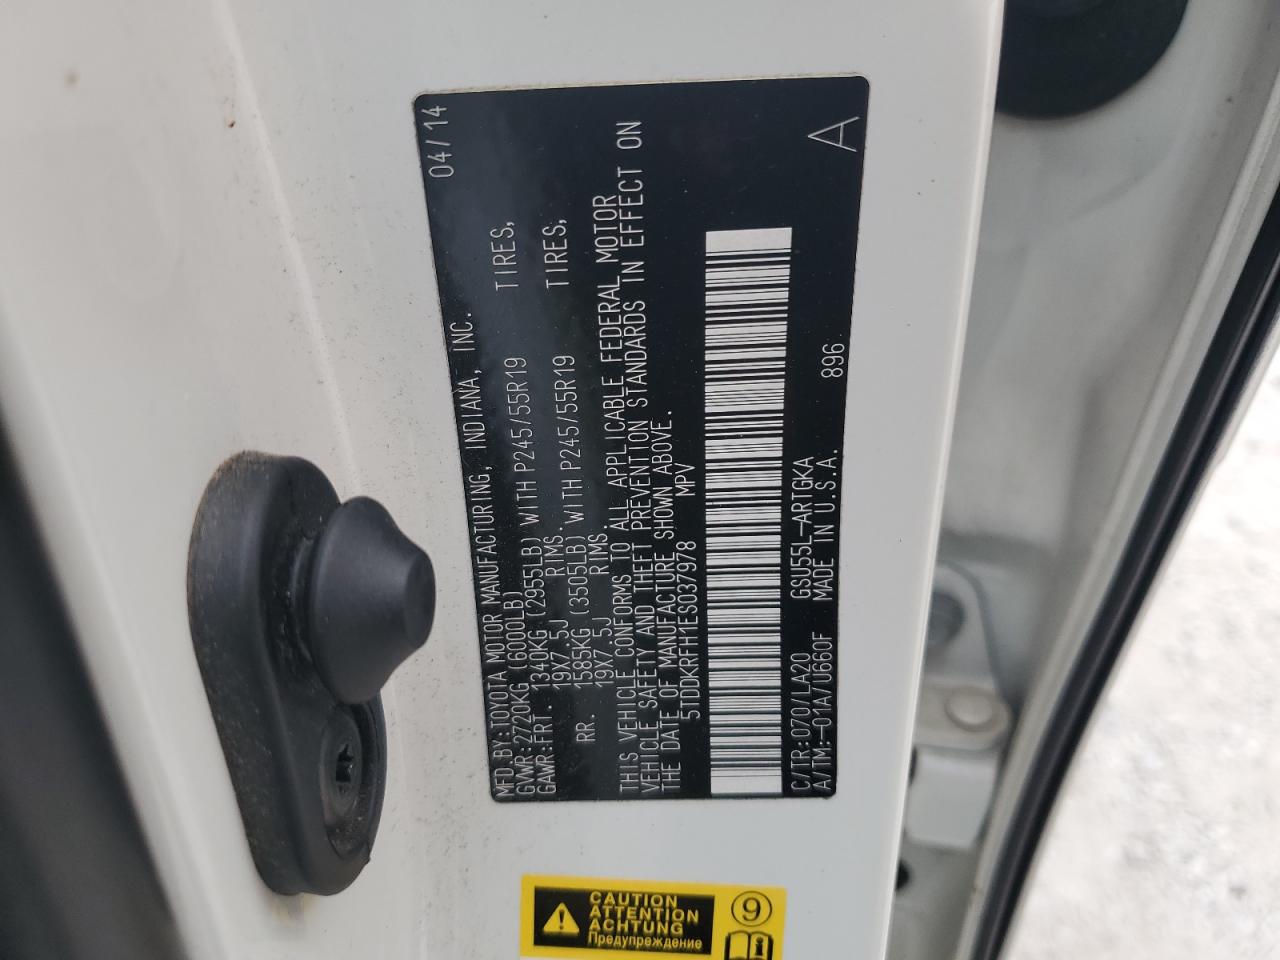 MFD.BY:TOYOTA MOTOR MANUFACTURING, INDIANA, INC. 04/14
GVWR:2720KG (6000LB)
GAWR:FRT. 1340KG (2955LB) WITH P245/55R19 TIRES,
19X7.5J RIMS.
RR. 1585KG (3505LB) WITH P245/55R19 TIRES,
19X7.5J RIMS.
THIS VEHICLE CONFORMS TO ALL APPLICABLE FEDERAL MOTOR
VEHICLE SAFETY AND THEFT PREVENTION STANDARDS IN EFFECT ON
THE DATE OF MANUFACTURE SHOWN ABOVE.
5TDDKRFH1ES037978 MPV
C/TR:070/LA20 GSU55L-ARTGKA
A/TM:-01A/U660F MADE IN U.S.A. 896 A
CAUTION
ATTENTION
ACHTUNG
Предупреждение
9